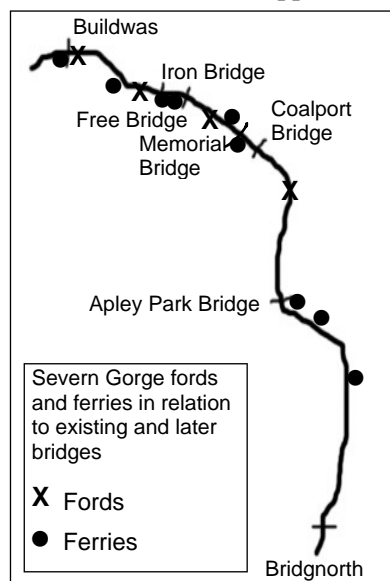 Buildwas
Iron Bridge
Free Bridge
Coalport
Bridge
Memorial
Bridge
Apley Park Bridge
Severn Gorge fords
and ferries in relation
to existing and later
bridges
X Fords
● Ferries
Bridgnorth